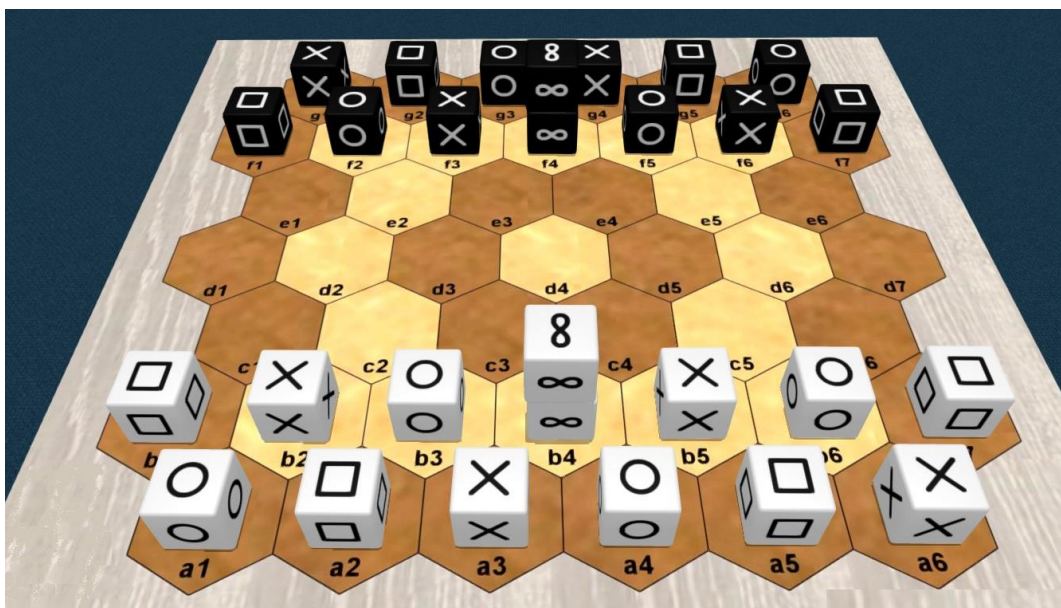 g2 g3 g4 g5
f1 f2 f3 f4 f5 f6 f7
e1 e2 e3 e4 e5 e6
d1 d2 d3 d4 d5 d6 d7
c2 c3 c4 c5
b2 b3 b4 b5
a1 a2 a3 a4 a5 a6